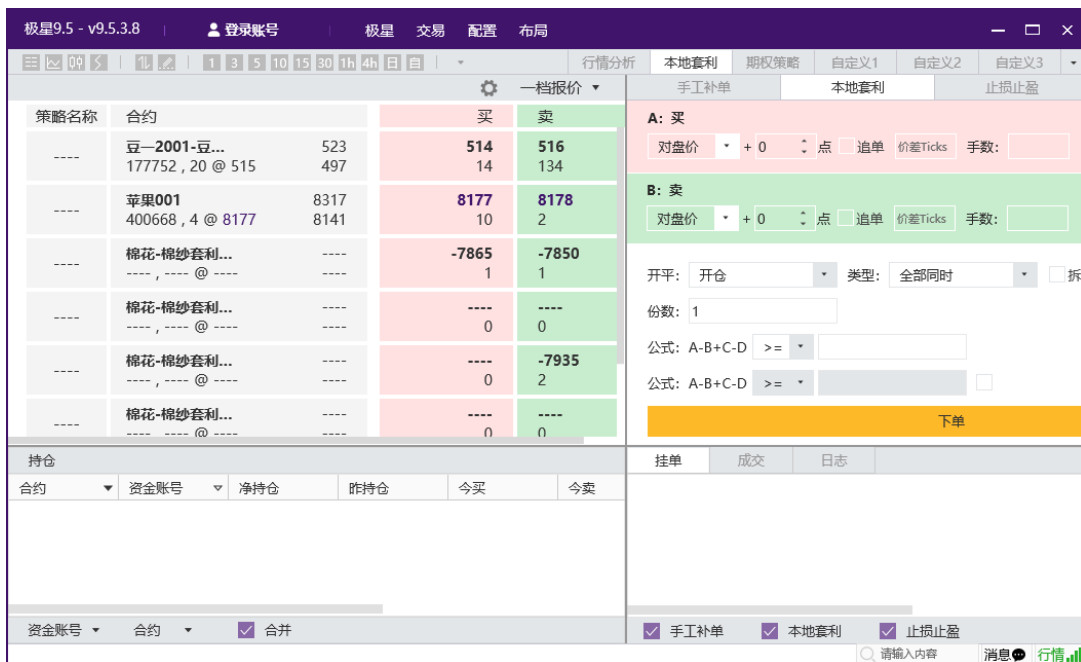 极星9.5 - v9.5.3.8 登录账号 极星 交易 配置 布局
1 3 5 10 15 30 1h 4h 日 自 行情分析 本地套利 期权策略 自定义1 自定义2 自定义3
一档报价 手工补单 本地套利 止损止盈
策略名称 合约 买 卖
---- 豆一2001-豆... 523 514 516
177752 , 20 @ 515 497 14 134
---- 苹果001 8317 8177 8178
400668 , 4 @ 8177 8141 10 2
---- 棉花-棉纱套利... ---- -7865 -7850
---- , ---- @ ---- ---- 1 1
---- 棉花-棉纱套利... ---- ---- ----
---- , ---- @ ---- ---- 0 0
---- 棉花-棉纱套利... ---- ---- -7935
---- , ---- @ ---- ---- 0 2
---- 棉花-棉纱套利... ---- ---- ----
---- , ---- @ ---- ---- 0 0
A: 买
对盘价 + 0 点 追单 价差Ticks 手数:
B: 卖
对盘价 + 0 点 追单 价差Ticks 手数:
开平: 开仓 类型: 全部同时 拆
份数: 1
公式: A-B+C-D >=
公式: A-B+C-D >=
下单
持仓
合约 资金账号 净持仓 昨持仓 今买 今卖
挂单 成交 日志
资金账号 合约 合并
手工补单 本地套利 止损止盈
请输入内容 消息 行情